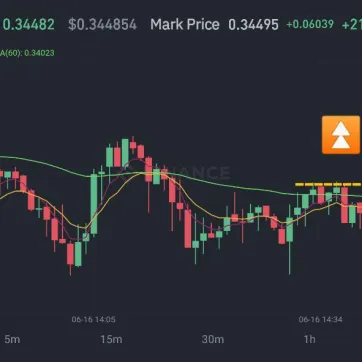 0.34482 $0.344854 Mark Price 0.34495 +0.06039 +21
A(60): 0.34023
BINANCE
06-16 14:05 06-16 14:34
5m 15m 30m 1h